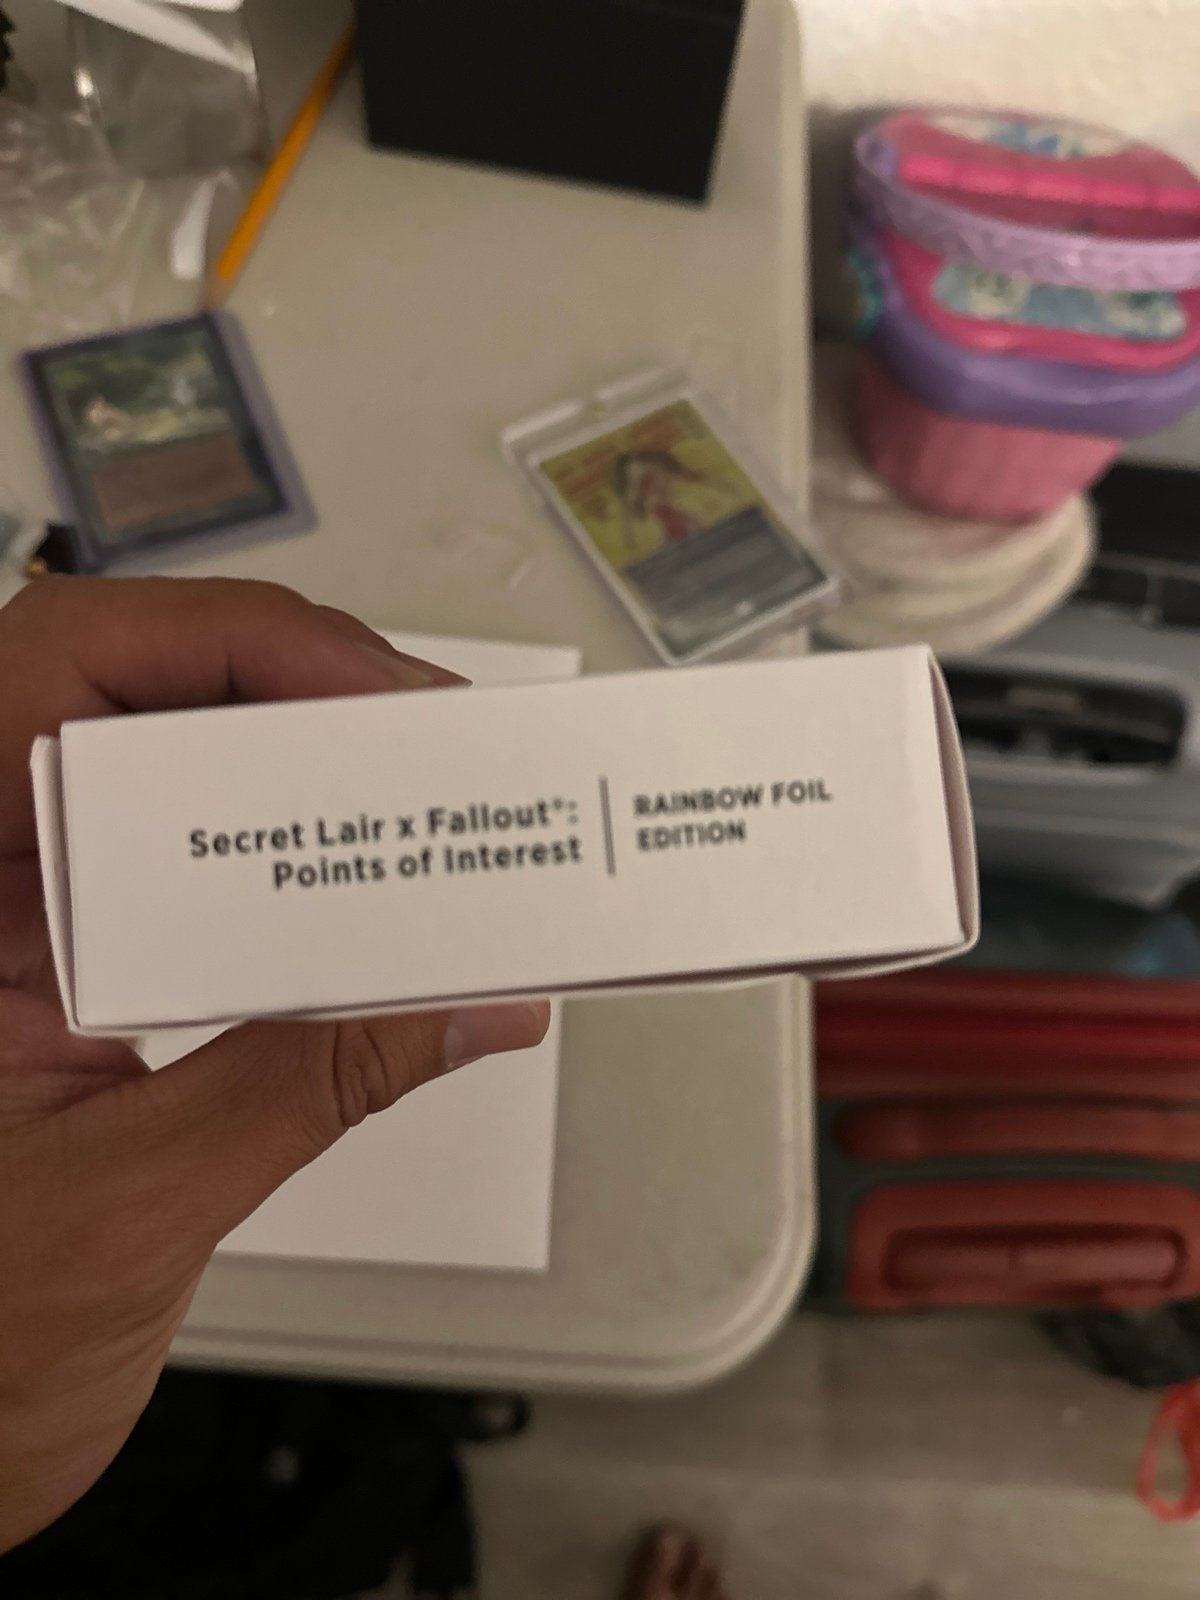 Secret Lair x Fallout®:
Points of Interest
RAINBOW FOIL
EDITION